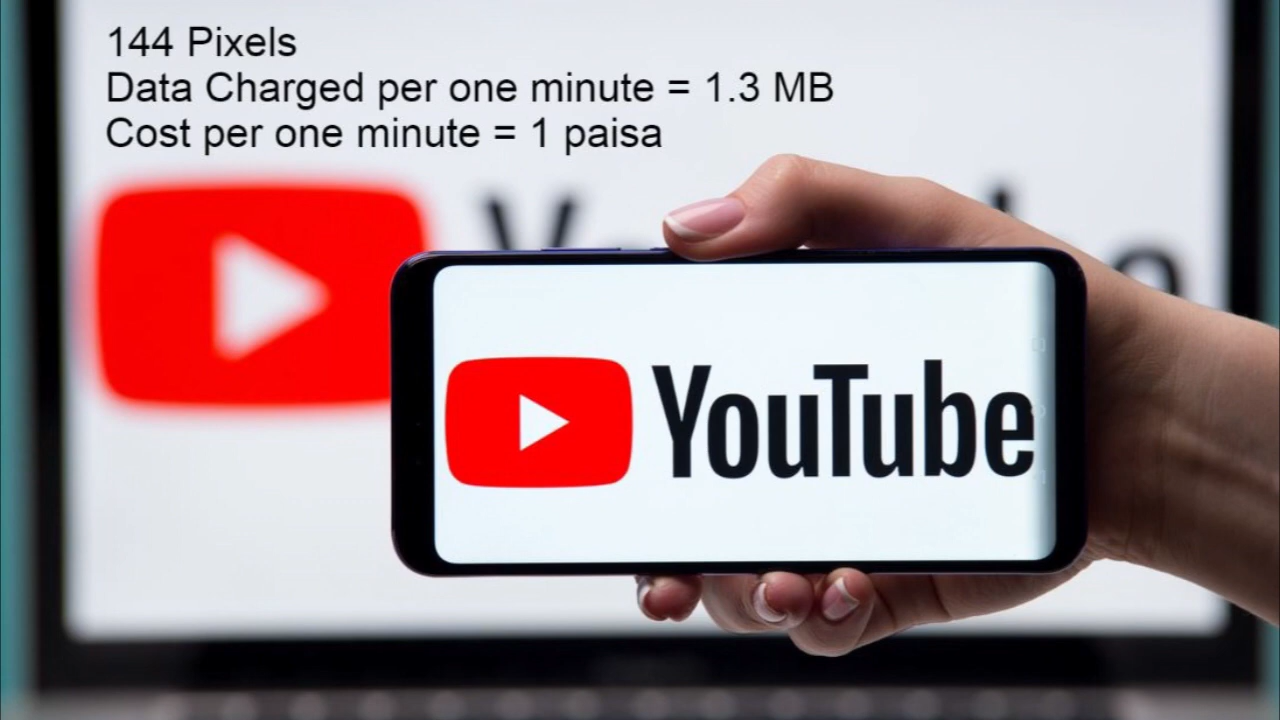 144 Pixels
Data Charged per one minute = 1.3 MB
Cost per one minute = 1 paisa
YouTube